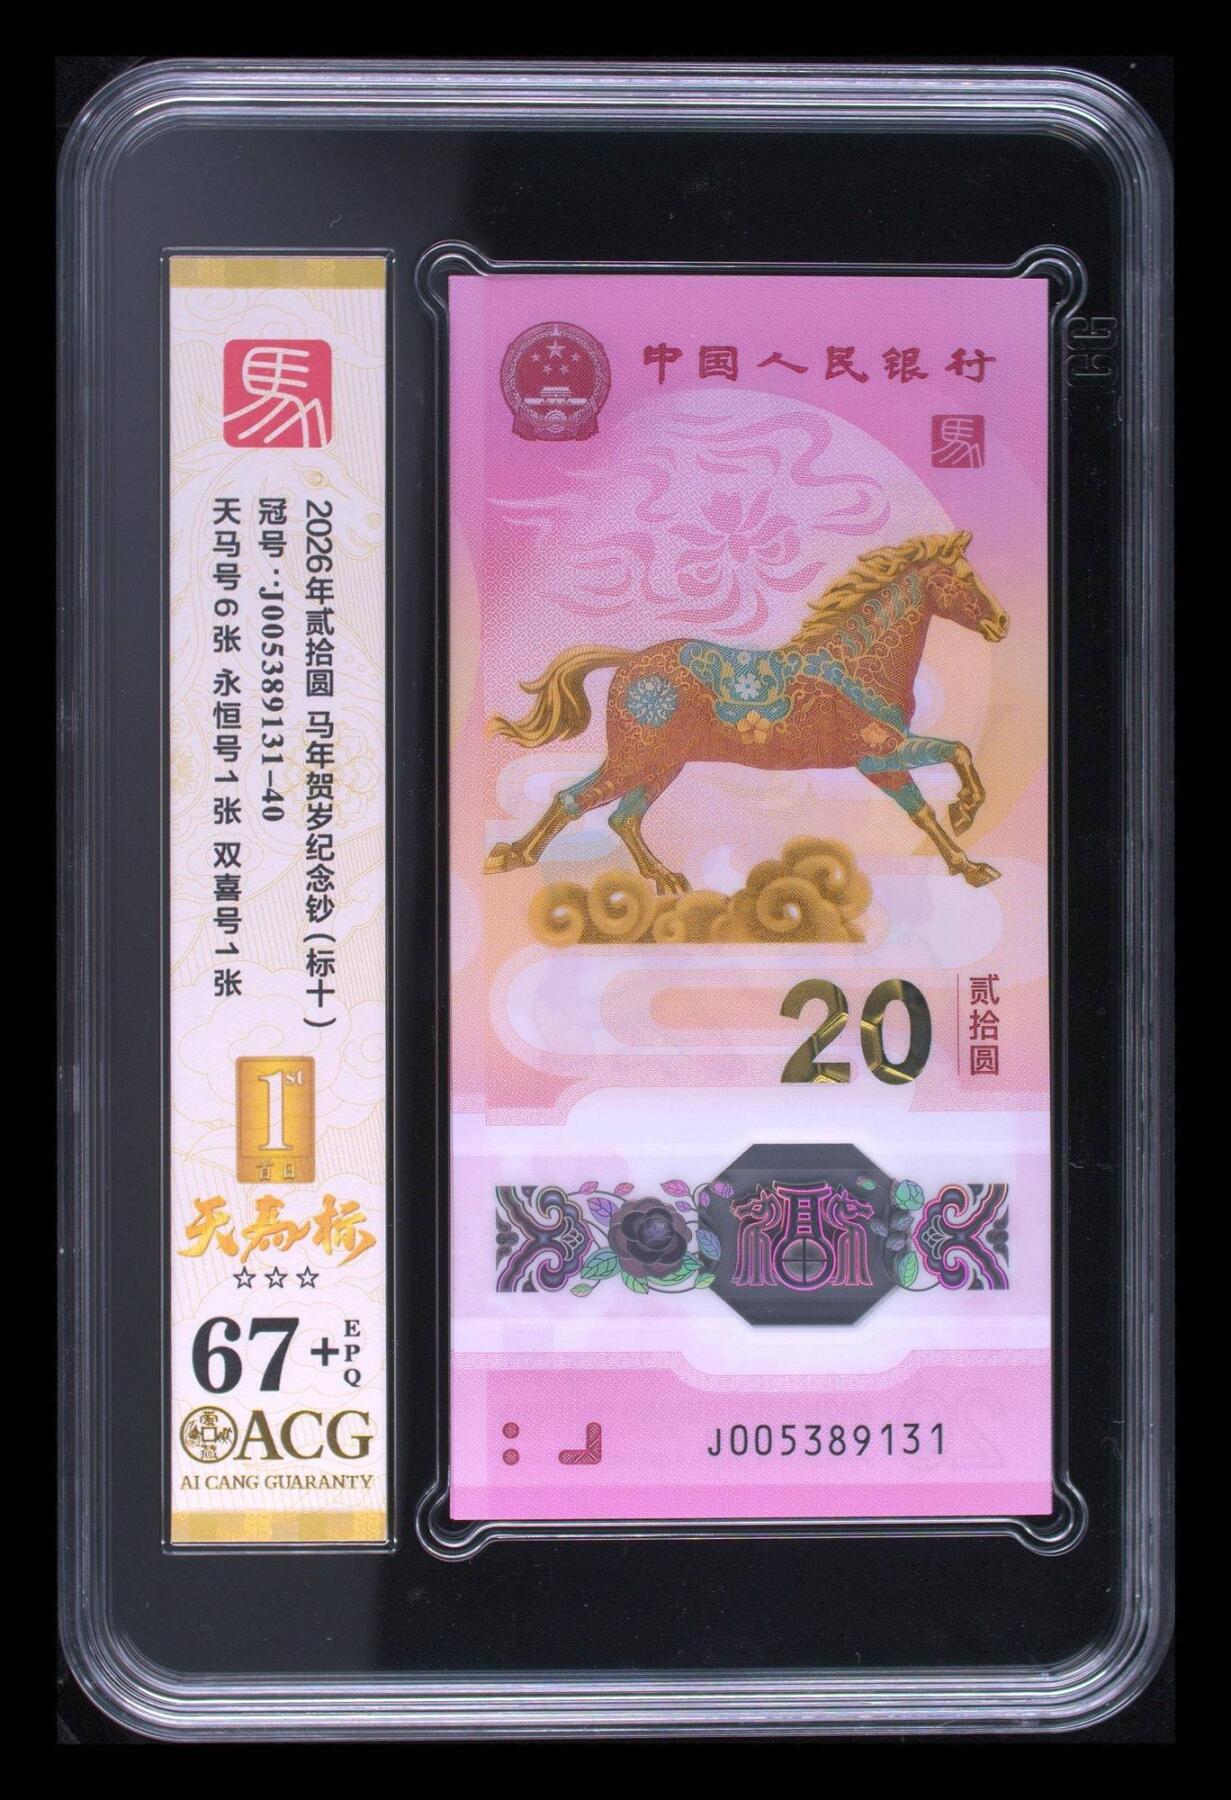 馬
2026年贰拾圆 马年贺岁纪念钞(标十)
冠号:J005389131-40
天马号6张 永恒号1张 双喜号1张
1st
首日
天马标
☆☆☆
67+
EPQ
ACG
AI CANG GUARANTY
中国人民银行
馬
20
贰拾圆
J005389131